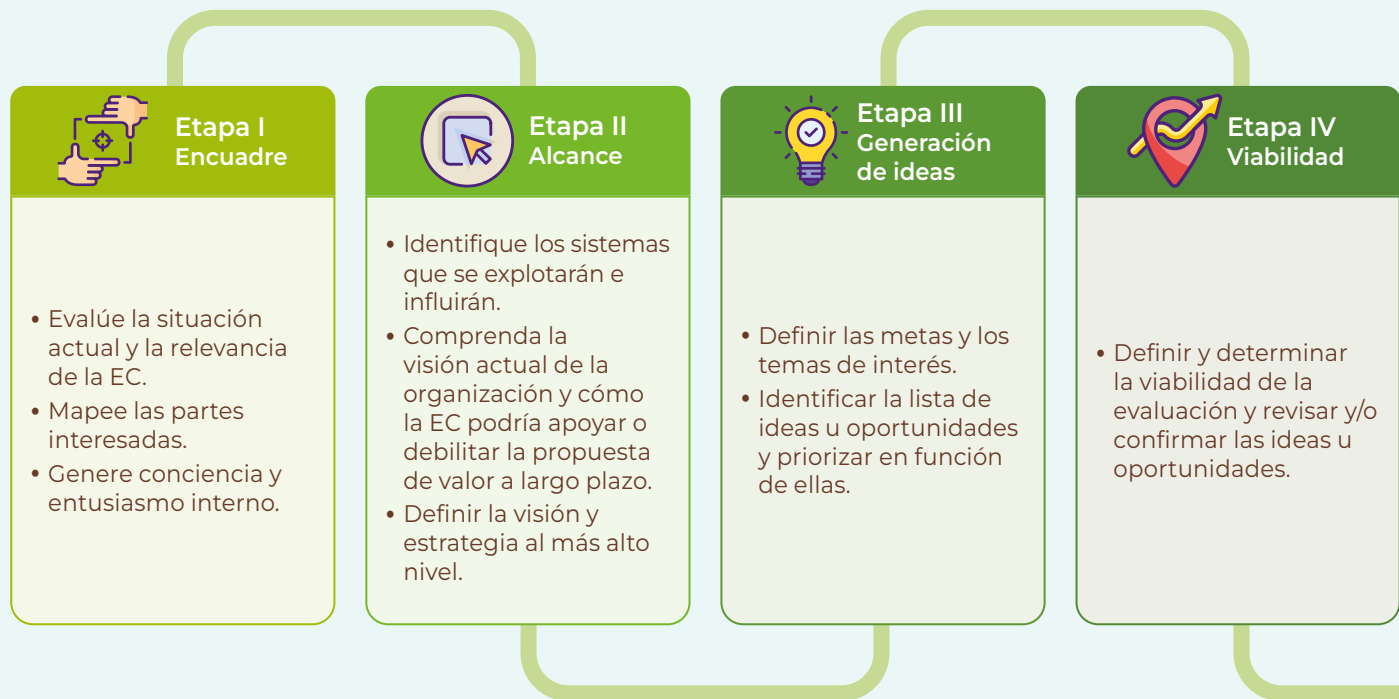 Etapa I
Encuadre
• Evalúe la situación
actual y la relevancia
de la EC.
• Mapee las partes
interesadas.
• Genere conciencia y
entusiasmo interno.
Etapa II
Alcance
• Identifique los sistemas
que se explotarán e
influirán.
• Comprenda la
visión actual de la
organización y cómo
la EC podría apoyar o
debilitar la propuesta
de valor a largo plazo.
• Definir la visión y
estrategia al más alto
nivel.
Etapa III
Generación
de ideas
• Definir las metas y los
temas de interés.
• Identificar la lista de
ideas u oportunidades
y priorizar en función
de ellas.
Etapa IV
Viabilidad
• Definir y determinar
la viabilidad de la
evaluación y revisar y/o
confirmar las ideas u
oportunidades.